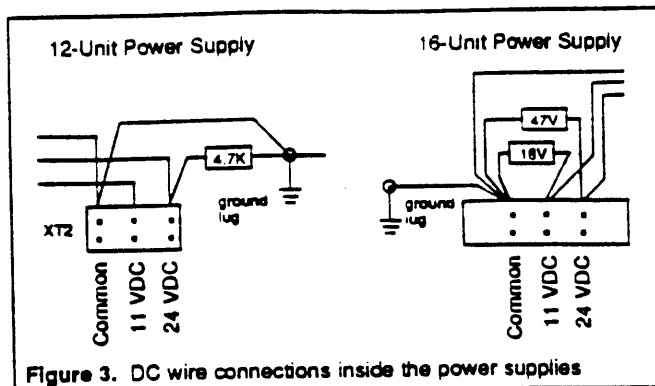 12-Unit Power Supply
16-Unit Power Supply
4.7K
ground
lug
XT2
Common
11 VDC
24 VDC
47V
16V
ground
lug
Common
11 VDC
24 VDC
Figure 3. DC wire connections inside the power supplies